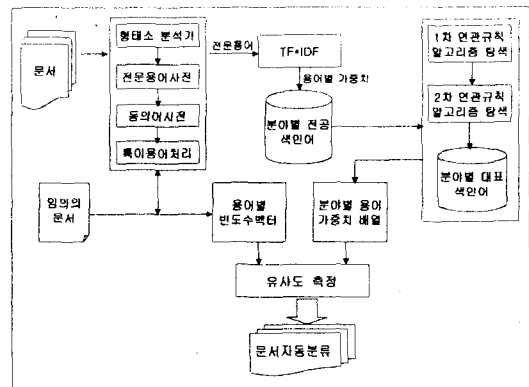 문서
형태소 분석기
전문용어사전
동의어사전
특이용어처리
전문용어
TF*IDF
용어별 가중치
분야별 전공
색인어
1차 연관규칙
알고리즘 탐색
2차 연관규칙
알고리즘 탐색
분야별 대표
색인어
임의의
문서
용어별
빈도수벡터
분야별 용어
가중치 배열
유사도 측정
문서자동분류